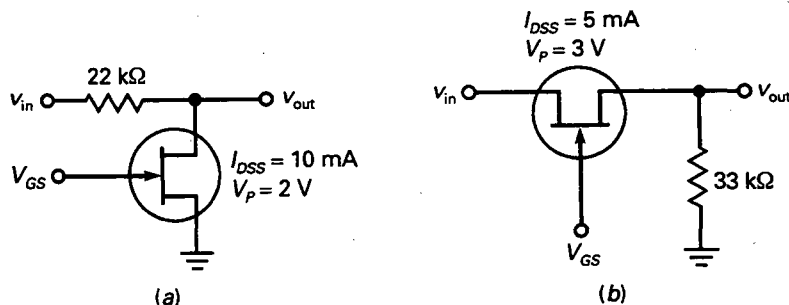 22 kΩ
v_in
v_out
V_GS
I_DSS = 10 mA
V_P = 2 V
(a)
I_DSS = 5 mA
V_P = 3 V
v_in
v_out
33 kΩ
V_GS
(b)